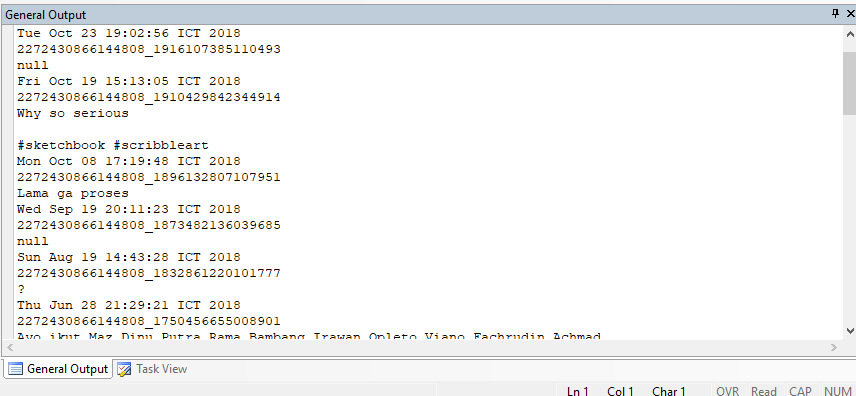 General Output
Tue Oct 23 19:02:56 ICT 2018
2272430866144808_1916107385110493
null
Fri Oct 19 15:13:05 ICT 2018
2272430866144808_1910429842344914
Why so serious
#sketchbook #scribbleart
Mon Oct 08 17:19:48 ICT 2018
2272430866144808_1896132807107951
Lama ga proses
Wed Sep 19 20:11:23 ICT 2018
2272430866144808_1873482136039685
null
Sun Aug 19 14:43:28 ICT 2018
2272430866144808_1832861220101777
?
Thu Jun 28 21:29:21 ICT 2018
2272430866144808_1750456655008901
Ayo ikut Maz Dinu Putra Rama Bambang Irawan Opleto Viano Fachrudin Achmad
General Output Task View
Ln 1 Col 1 Char 1 OVR Read CAP NUM